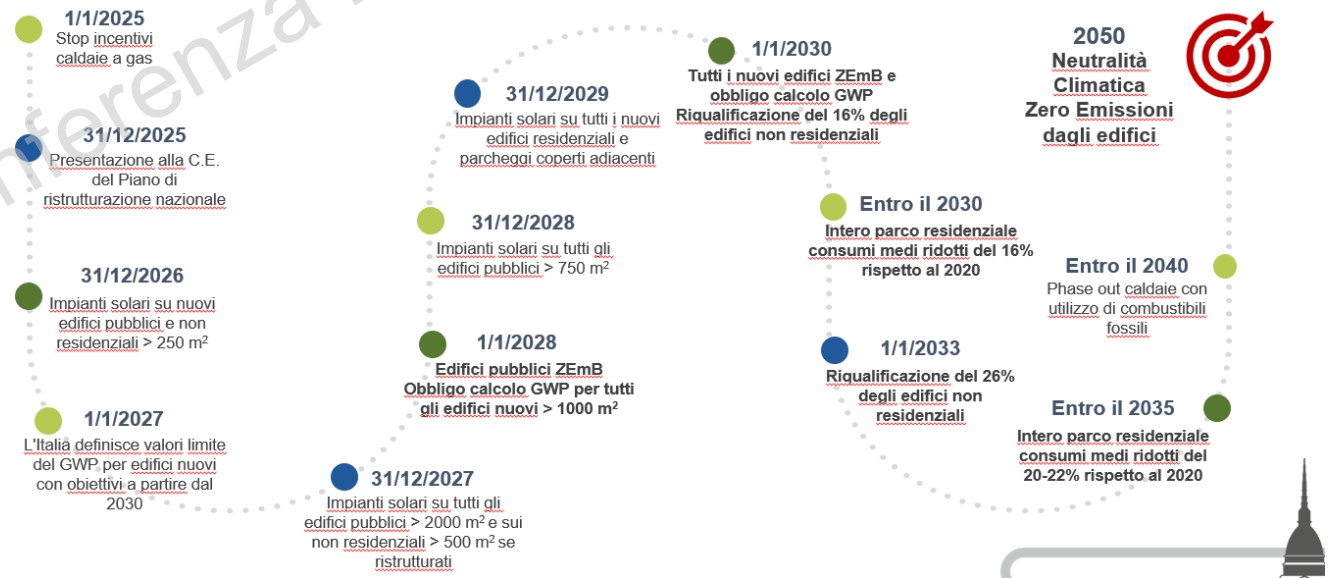 1/1/2025
Stop incentivi
caldaie a gas
31/12/2025
Presentazione alla C.E.
del Piano di
ristrutturazione nazionale
31/12/2026
Impianti solari su nuovi
edifici pubblici e non
residenziali > 250 m²
1/1/2027
L'Italia definisce valori limite
del GWP per edifici nuovi
con obiettivi a partire dal
2030
31/12/2027
Impianti solari su tutti gli
edifici pubblici > 2000 m² e sui
non residenziali > 500 m² se
ristrutturati
1/1/2028
Edifici pubblici ZEmB
Obbligo calcolo GWP per tutti
gli edifici nuovi > 1000 m²
31/12/2028
Impianti solari su tutti gli
edifici pubblici > 750 m²
31/12/2029
Impianti solari su tutti i nuovi
edifici residenziali e
parcheggi coperti adiacenti
1/1/2030
Tutti i nuovi edifici ZEmB e
obbligo calcolo GWP
Riqualificazione del 16% degli
edifici non residenziali
Entro il 2030
Intero parco residenziale
consumi medi ridotti del 16%
rispetto al 2020
1/1/2033
Riqualificazione del 26%
degli edifici non
residenziali
Entro il 2035
Intero parco residenziale
consumi medi ridotti del
20-22% rispetto al 2020
Entro il 2040
Phase out caldaie con
utilizzo di combustibili
fossili
2050
Neutralità
Climatica
Zero Emissioni
dagli edifici